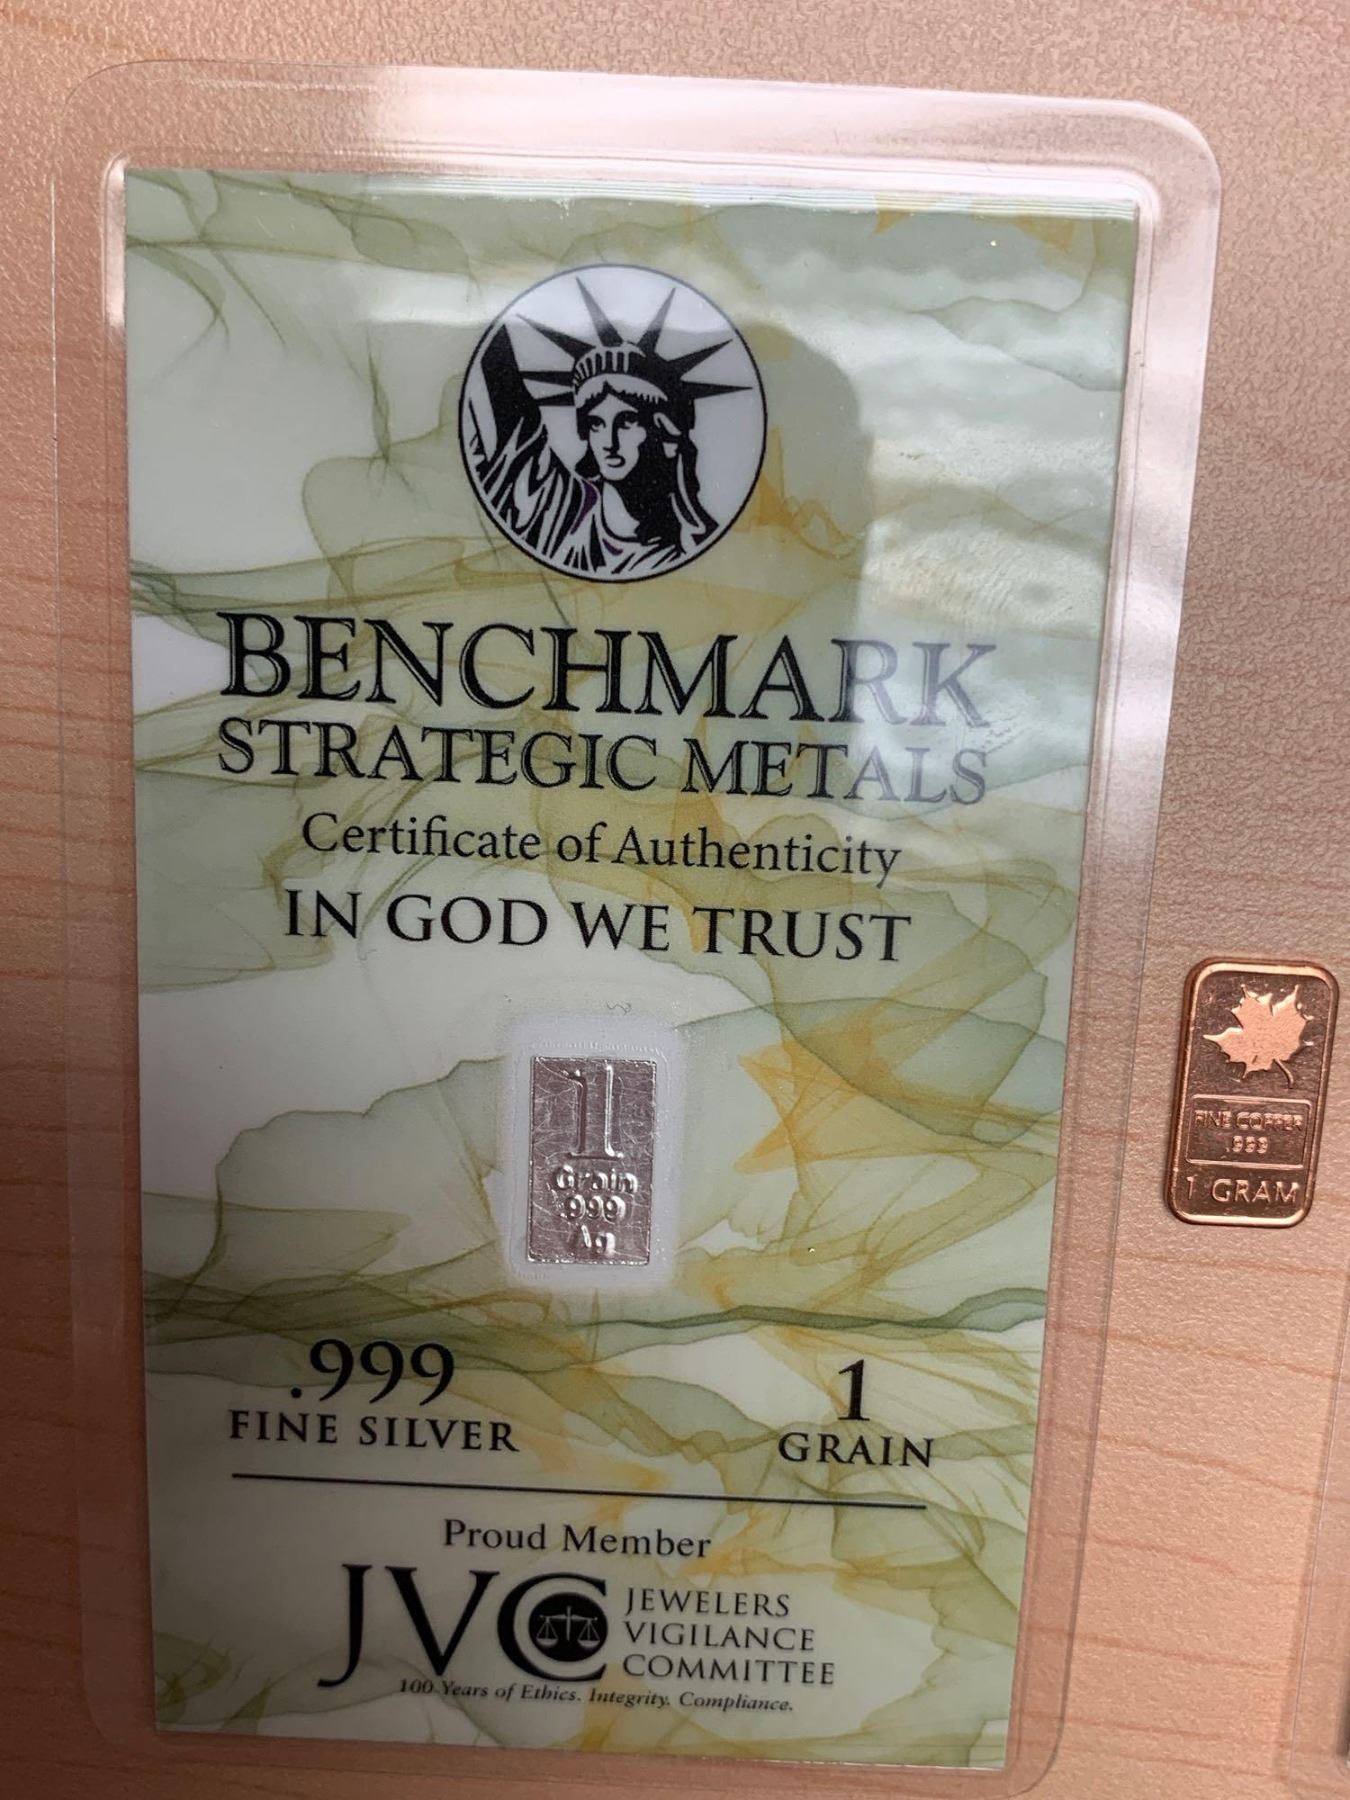 BENCHMARK
STRATEGIC METALS
Certificate of Authenticity
IN GOD WE TRUST
1
Grain
.999
Ag
.999
FINE SILVER
1
GRAIN
Proud Member
JVC
JEWELERS
VIGILANCE
COMMITTEE
100 Years of Ethics. Integrity. Compliance.
FINE COPPER
.999
1 GRAM